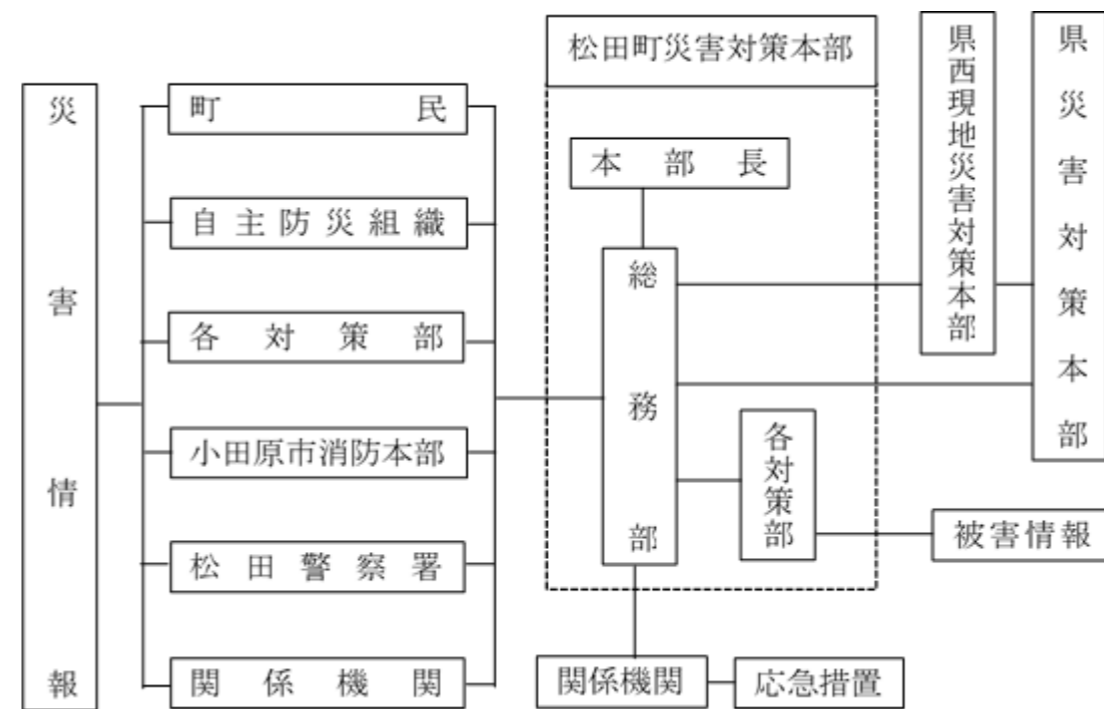 災害情報
町民
自主防災組織
各対策部
小田原市消防本部
松田警察署
関係機関
松田町災害対策本部
本部長
総務部
各対策部
関係機関
応急措置
県西現地災害対策本部
県災害対策本部
被害情報